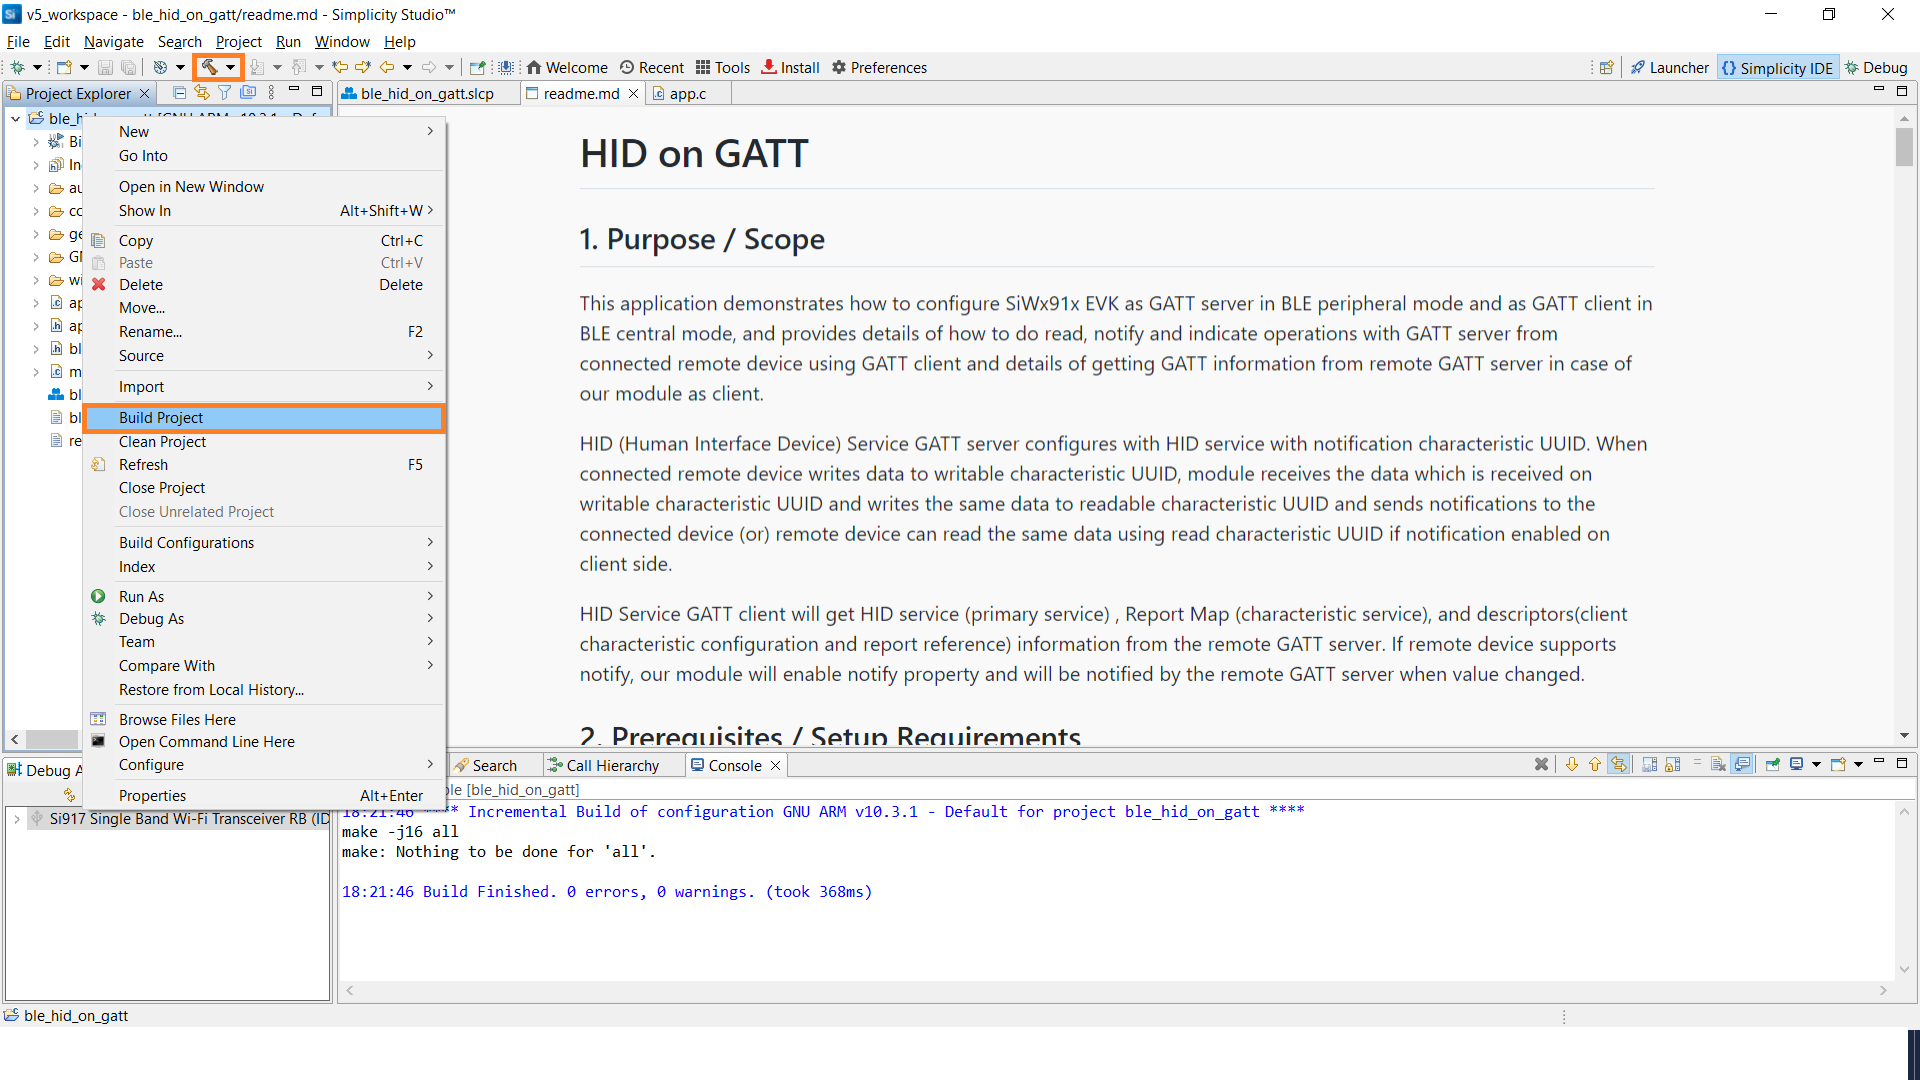 v5_workspace - ble_hid_on_gatt/readme.md - Simplicity Studio™
File Edit Navigate Search Project Run Window Help
Welcome Recent Tools Install Preferences Launcher Simplicity IDE Debug
Project Explorer
ble_hid_on_gatt.slcp readme.md app.c
New
Go Into
Open in New Window
Show In Alt+Shift+W
Copy Ctrl+C
Paste Ctrl+V
Delete Delete
Move...
Rename... F2
Source
Import
Build Project
Clean Project
Refresh F5
Close Project
Close Unrelated Project
Build Configurations
Index
Run As
Debug As
Team
Compare With
Restore from Local History...
Browse Files Here
Open Command Line Here
Configure
Properties Alt+Enter
HID on GATT
1. Purpose / Scope
This application demonstrates how to configure SiWx91x EVK as GATT server in BLE peripheral mode and as GATT client in
BLE central mode, and provides details of how to do read, notify and indicate operations with GATT server from
connected remote device using GATT client and details of getting GATT information from remote GATT server in case of
our module as client.
HID (Human Interface Device) Service GATT server configures with HID service with notification characteristic UUID. When
connected remote device writes data to writable characteristic UUID, module receives the data which is received on
writable characteristic UUID and writes the same data to readable characteristic UUID and sends notifications to the
connected device (or) remote device can read the same data using read characteristic UUID if notification enabled on
client side.
HID Service GATT client will get HID service (primary service) , Report Map (characteristic service), and descriptors(client
characteristic configuration and report reference) information from the remote GATT server. If remote device supports
notify, our module will enable notify property and will be notified by the remote GATT server when value changed.
2. Prerequisites / Setup Requirements
Debug A
Si917 Single Band Wi-Fi Transceiver RB (ID
Search Call Hierarchy Console
[ble_hid_on_gatt]
18:21:46 **** Incremental Build of configuration GNU ARM v10.3.1 - Default for project ble_hid_on_gatt ****
make -j16 all
make: Nothing to be done for 'all'.
18:21:46 Build Finished. 0 errors, 0 warnings. (took 368ms)
ble_hid_on_gatt